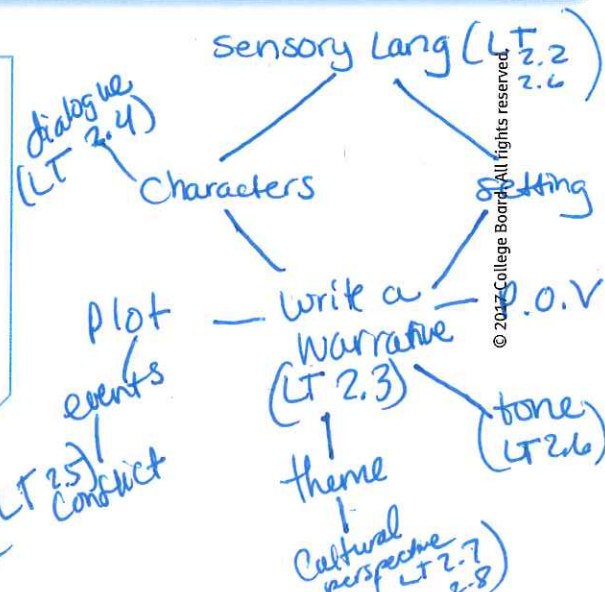 Sensory Lang (LT 2.2
2.6)
dialogue
(LT 2.4)
Characters
setting
© 2017 College Board. All rights reserved.
Plot
write a
Narrative
(LT 2.3)
P.O.V
events
(LT 2.5)
Conflict
tone
(LT 2.6)
theme
Cultural
perspective
LT 2.7
2.8)